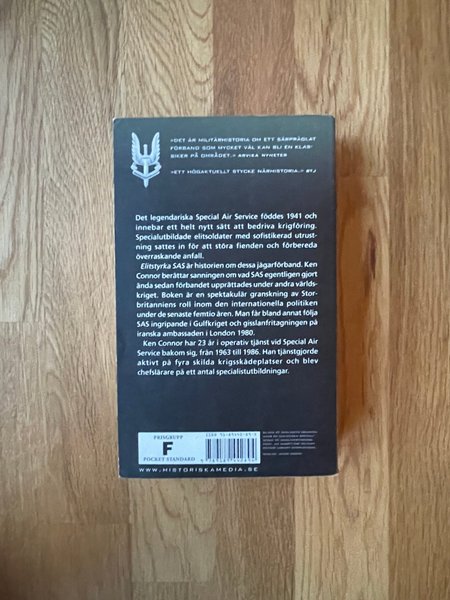 »DET ÄR MILITÄRHISTORIA OM ETT SÄRPRÄGLAT
FÖRBAND SOM MYCKET VÄL KAN BLI EN KLAS-
SIKER PÅ OMRÅDET.« ARVIKA NYHETER
»ETT HÖGAKTUELLT STYCKE NÄRHISTORIA.« BTJ
Det legendariska Special Air Service föddes 1941 och
innebar ett helt nytt sätt att bedriva krigföring.
Specialutbildade elitsoldater med sofistikerad utrust-
ning sattes in för att störa fienden och förbereda
överraskande anfall.
Elitstyrka SAS är historien om dessa jägarförband. Ken
Connor berättar sanningen om vad SAS egentligen gjort
ända sedan förbandet upprättades under andra världs-
kriget. Boken är en spektakulär granskning av Stor-
britanniens roll inom den internationella politiken
under de senaste femtio åren. Man får bland annat följa
SAS ingripande i Gulfkriget och gisslanfritagningen på
iranska ambassaden i London 1980.
Ken Connor har 23 år i operativ tjänst vid Special Air
Service bakom sig, från 1963 till 1986. Han tjänstgjorde
aktivt på fyra skilda krigsskådeplatser och blev
chefslärare på ett antal specialistutbildningar.
PRISGRUPP
F
POCKET STANDARD
WWW.HISTORISKAMEDIA.SE